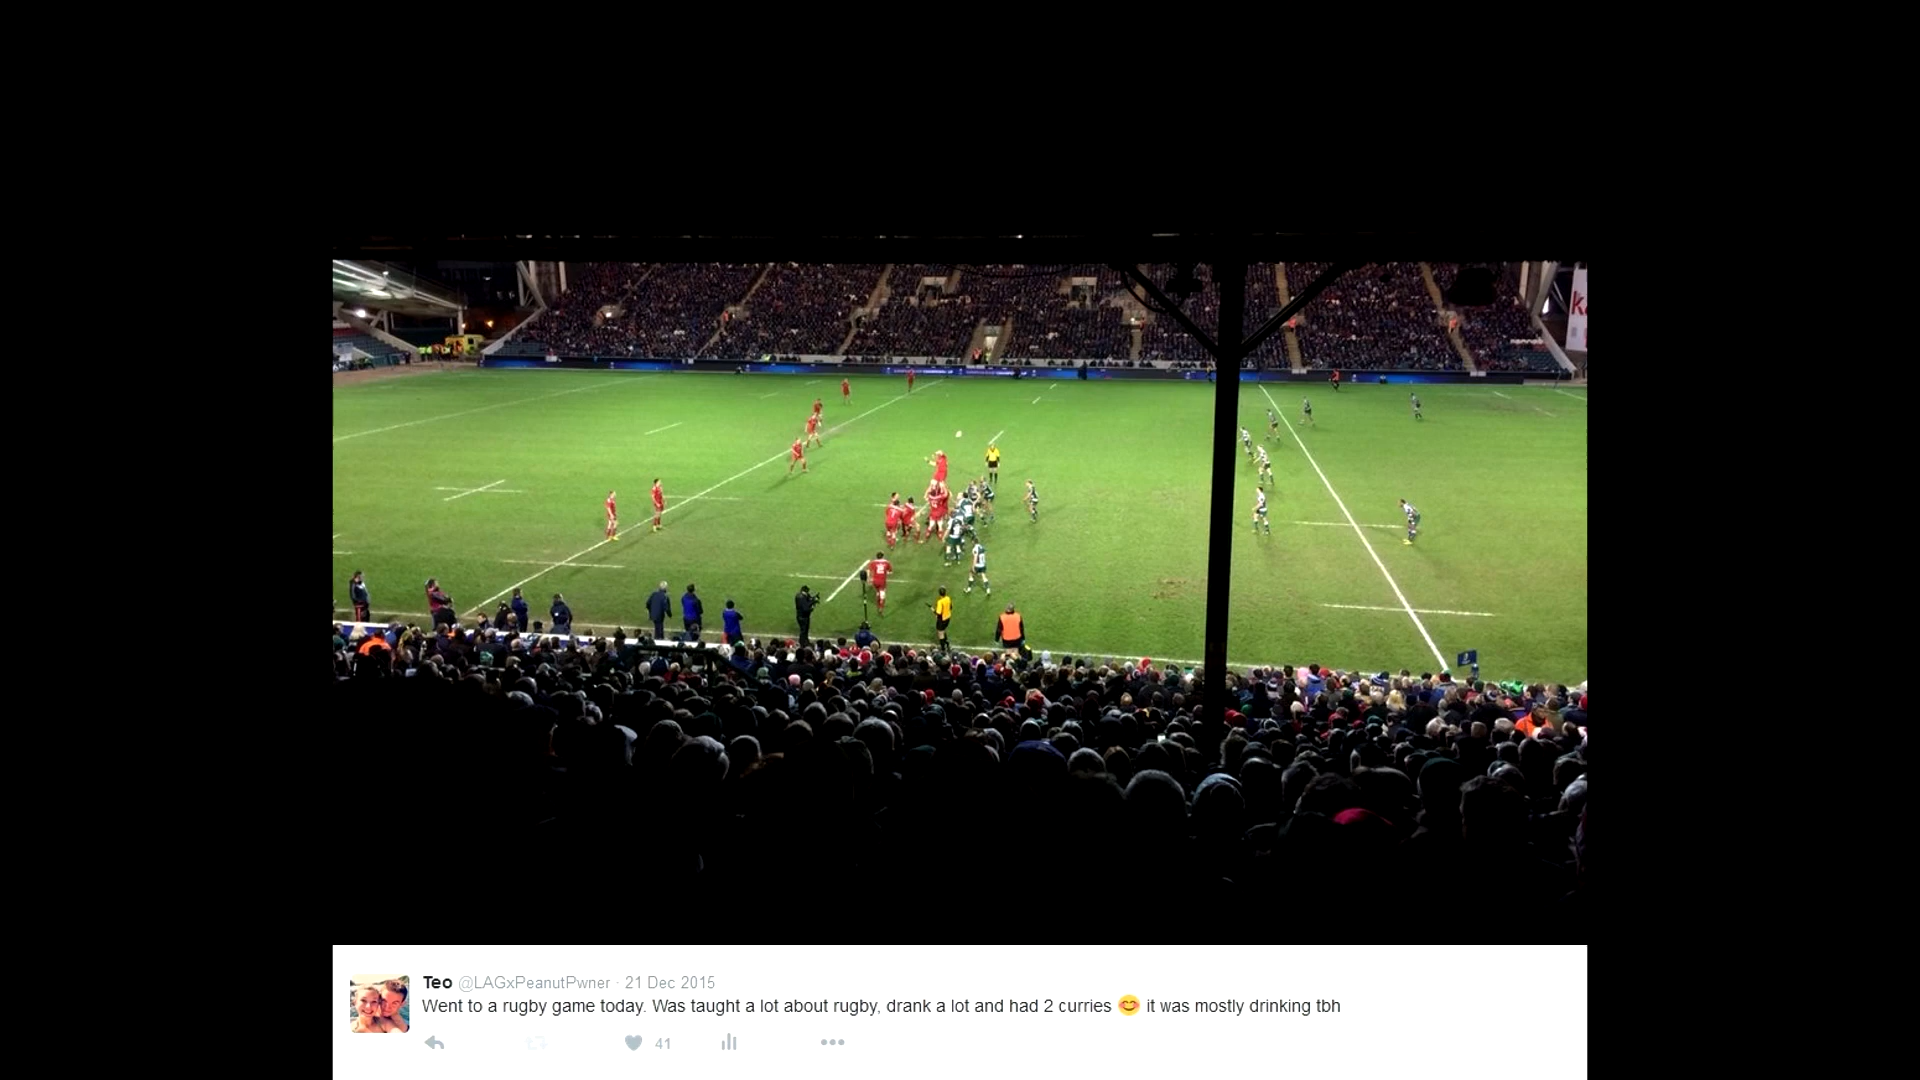 Teo @LAGxPeanutPwner · 21 Dec 2015
Went to a rugby game today. Was taught a lot about rugby, drank a lot and had 2 curries 😊 it was mostly drinking tbh
41